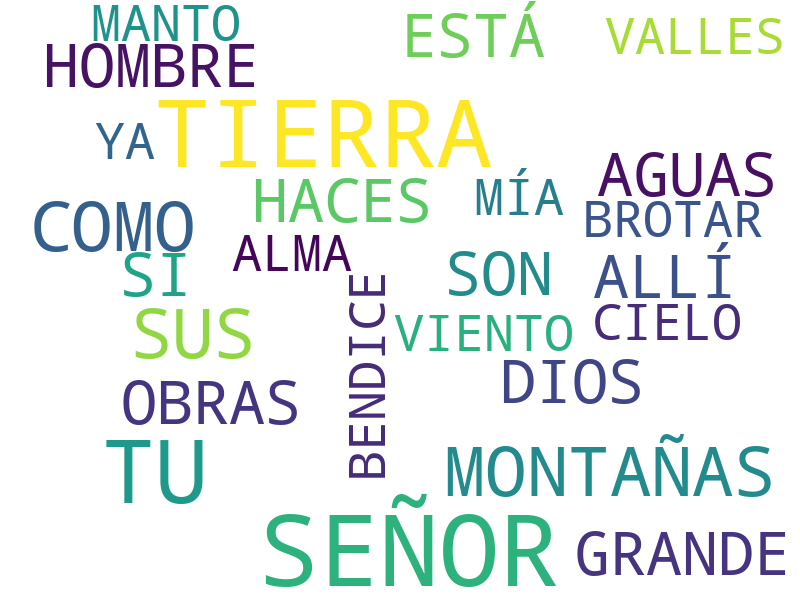 MANTO
ESTÁ
VALLES
HOMBRE
TIERRA
YA
AGUAS
HACES
MÍA
BROTAR
COMO
ALMA
SI
SON
ALLÍ
BENDICE
SUS
VIENTO
CIELO
DIOS
OBRAS
TU
MONTAÑAS
SEÑOR
GRANDE